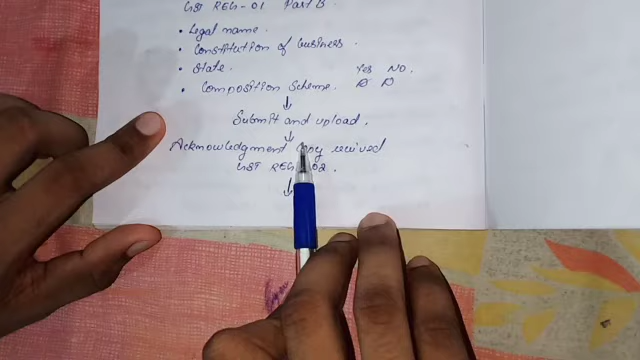 GST REG-01 Part B
• Legal name.
• Constitution of business.
• State. Yes NO.
• Composition Scheme.
Submit and upload.
Acknowledgment Copy received
GST REG 02.